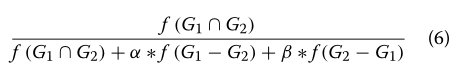 f (G₁ ∩ G₂)
f (G₁ ∩ G₂) + α ∗ f (G₁ − G₂) + β ∗ f(G₂ − G₁) (6)